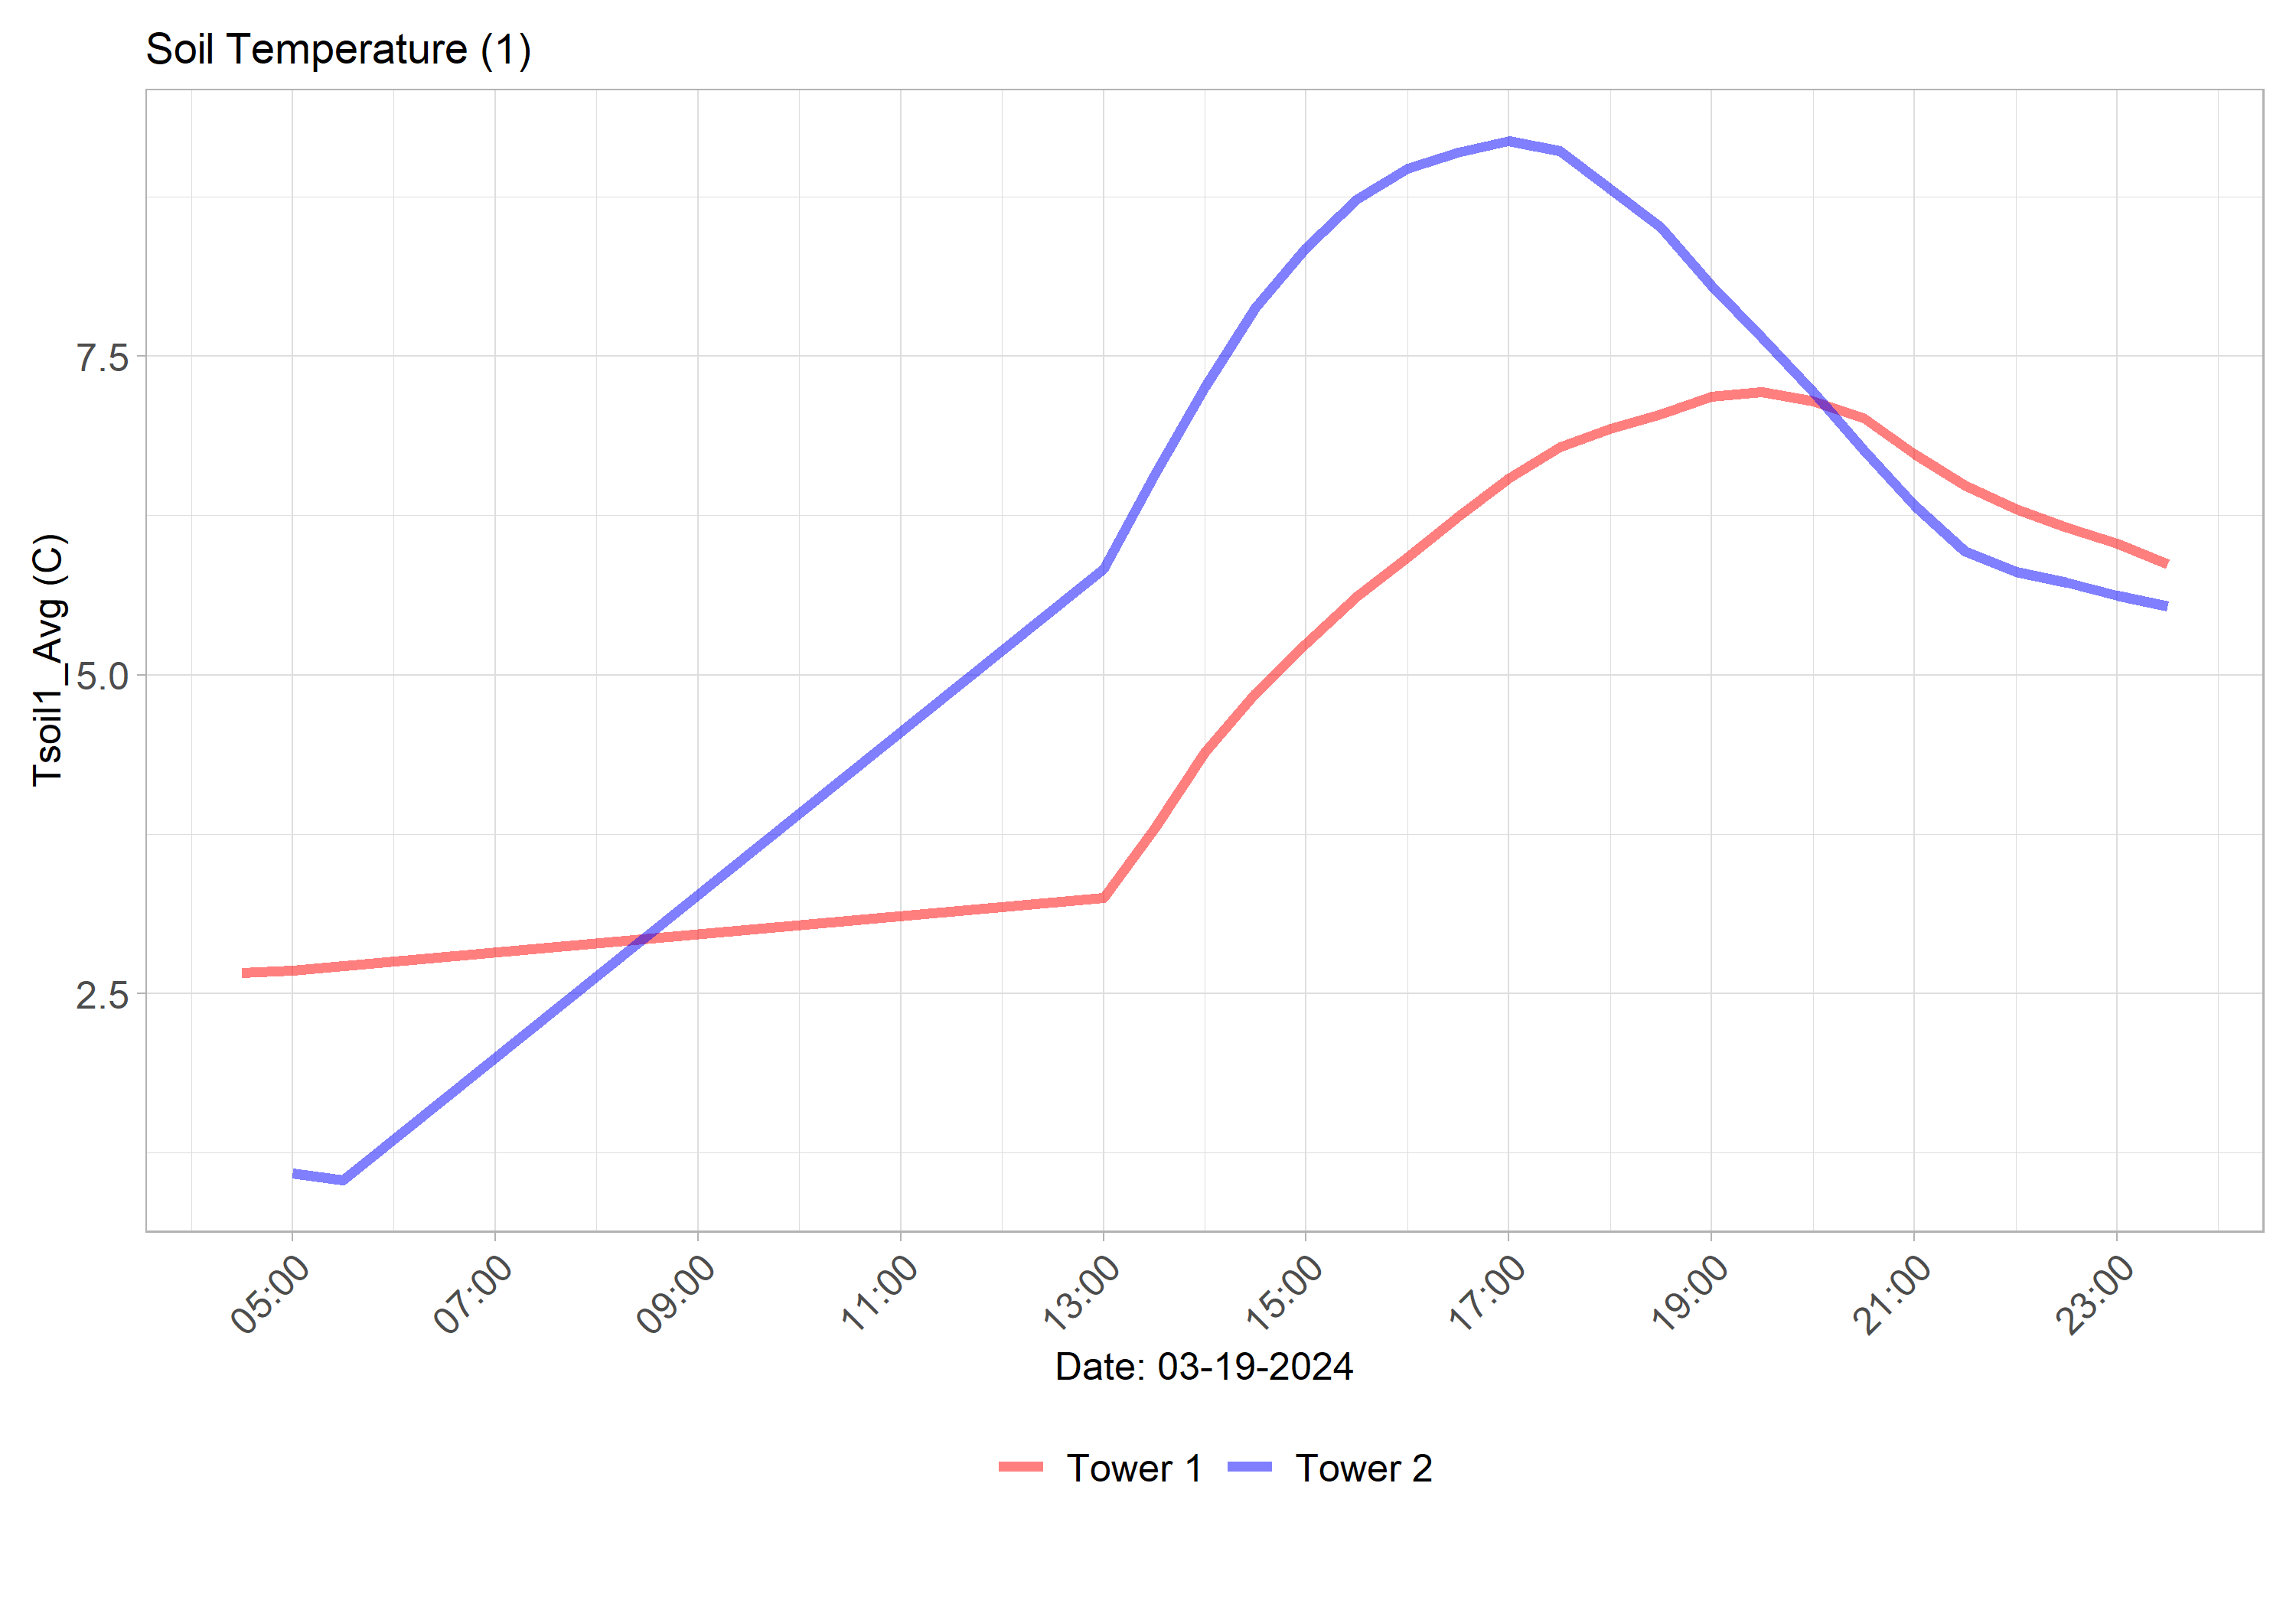 Soil Temperature (1)
Tsoil1_Avg (C)
7.5
5.0
2.5
05:00 07:00 09:00 11:00 13:00 15:00 17:00 19:00 21:00 23:00
Date: 03-19-2024
Tower 1 Tower 2